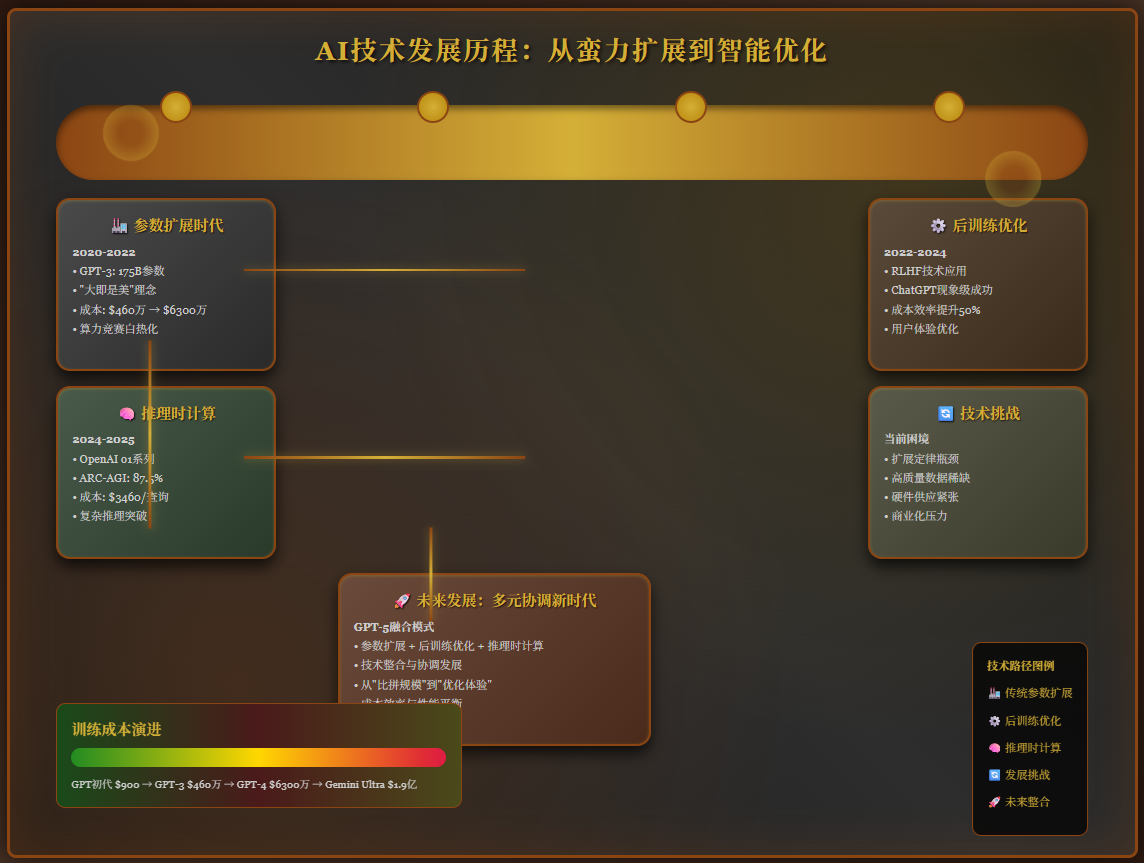 AI技术发展历程：从蛮力扩展到智能优化
🏭 参数扩展时代
2020-2022
• GPT-3: 175B参数
• "大即是美"理念
• 成本: $460万 → $6300万
• 算力竞赛白热化
⚙️ 后训练优化
2022-2024
• RLHF技术应用
• ChatGPT现象级成功
• 成本效率提升50%
• 用户体验优化
🧠 推理时计算
2024-2025
• OpenAI o1系列
• ARC-AGI: 87.5%
• 成本: $3460/查询
• 复杂推理突破
🔄 技术挑战
当前困境
• 扩展定律瓶颈
• 高质量数据稀缺
• 硬件供应紧张
• 商业化压力
🚀 未来发展：多元协调新时代
GPT-5融合模式
• 参数扩展 + 后训练优化 + 推理时计算
• 技术整合与协调发展
• 从"比拼规模"到"优化体验"
• 成本效率与性能平衡
训练成本演进
GPT初代 $900 → GPT-3 $460万 → GPT-4 $6300万 → Gemini Ultra $1.9亿
技术路径图例
🏭 传统参数扩展
⚙️ 后训练优化
🧠 推理时计算
🔄 发展挑战
🚀 未来整合